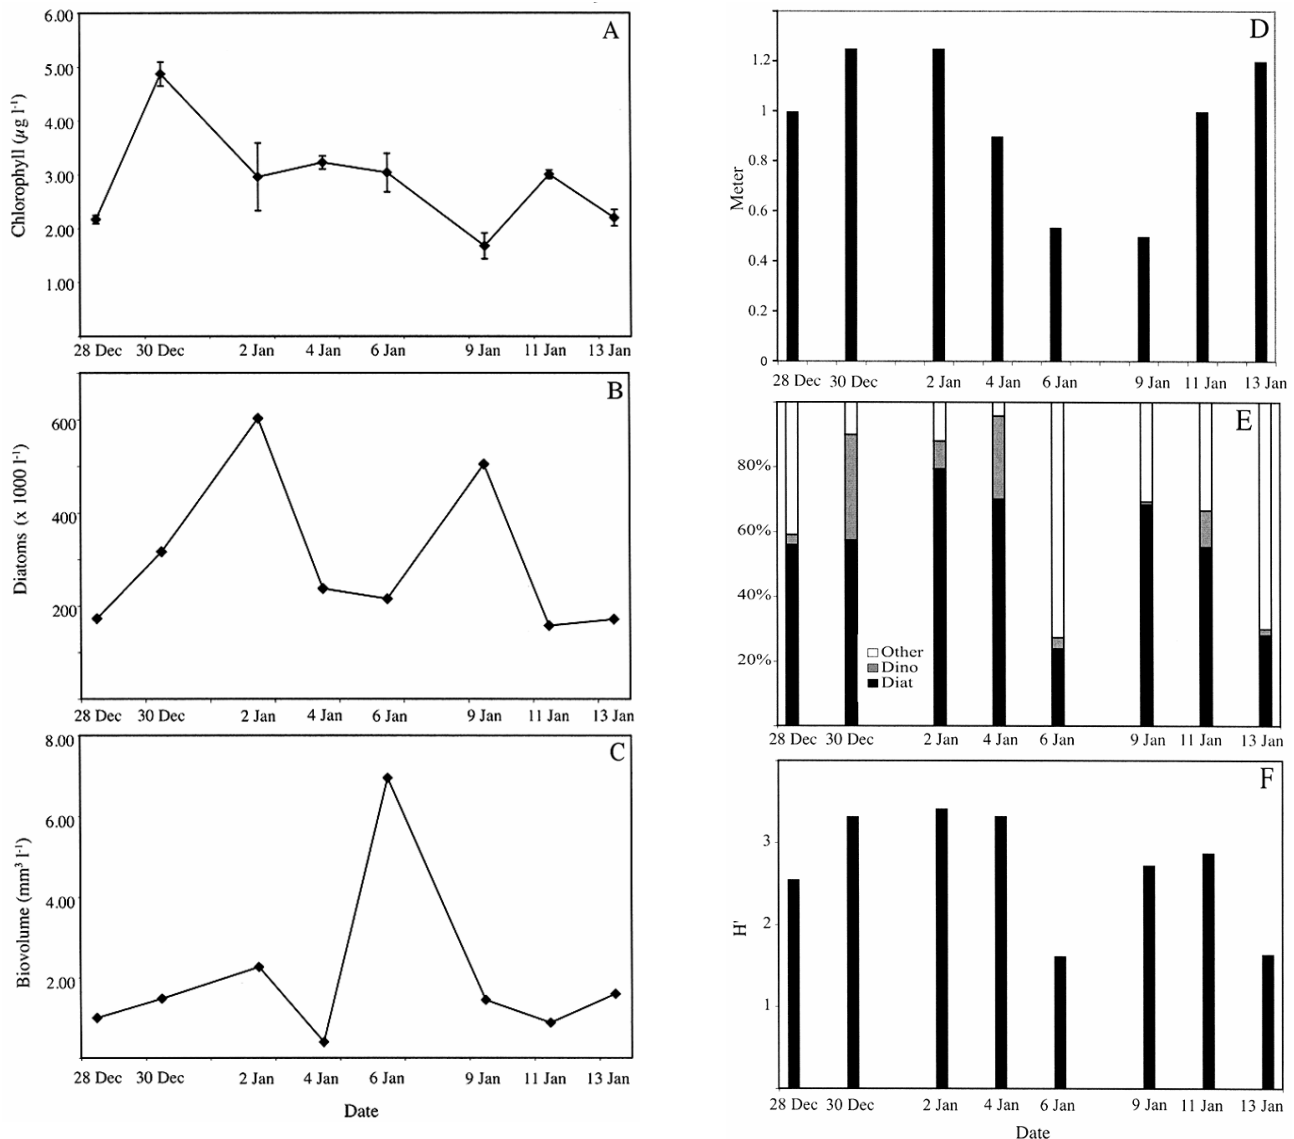 A
Chlorophyll (µg l⁻¹)
6.00
5.00
4.00
3.00
2.00
1.00
28 Dec 30 Dec 2 Jan 4 Jan 6 Jan 9 Jan 11 Jan 13 Jan
B
Diatoms (x 1000 l⁻¹)
600
400
200
28 Dec 30 Dec 2 Jan 4 Jan 6 Jan 9 Jan 11 Jan 13 Jan
C
Biovolume (mm³ l⁻¹)
8.00
6.00
4.00
2.00
28 Dec 30 Dec 2 Jan 4 Jan 6 Jan 9 Jan 11 Jan 13 Jan
Date
D
Meter
1.2
1
0.8
0.6
0.4
0.2
0
28 Dec 30 Dec 2 Jan 4 Jan 6 Jan 9 Jan 11 Jan 13 Jan
E
80%
60%
40%
20%
Other
Dino
Diat
28 Dec 30 Dec 2 Jan 4 Jan 6 Jan 9 Jan 11 Jan 13 Jan
F
H'
3
2
1
28 Dec 30 Dec 2 Jan 4 Jan 6 Jan 9 Jan 11 Jan 13 Jan
Date